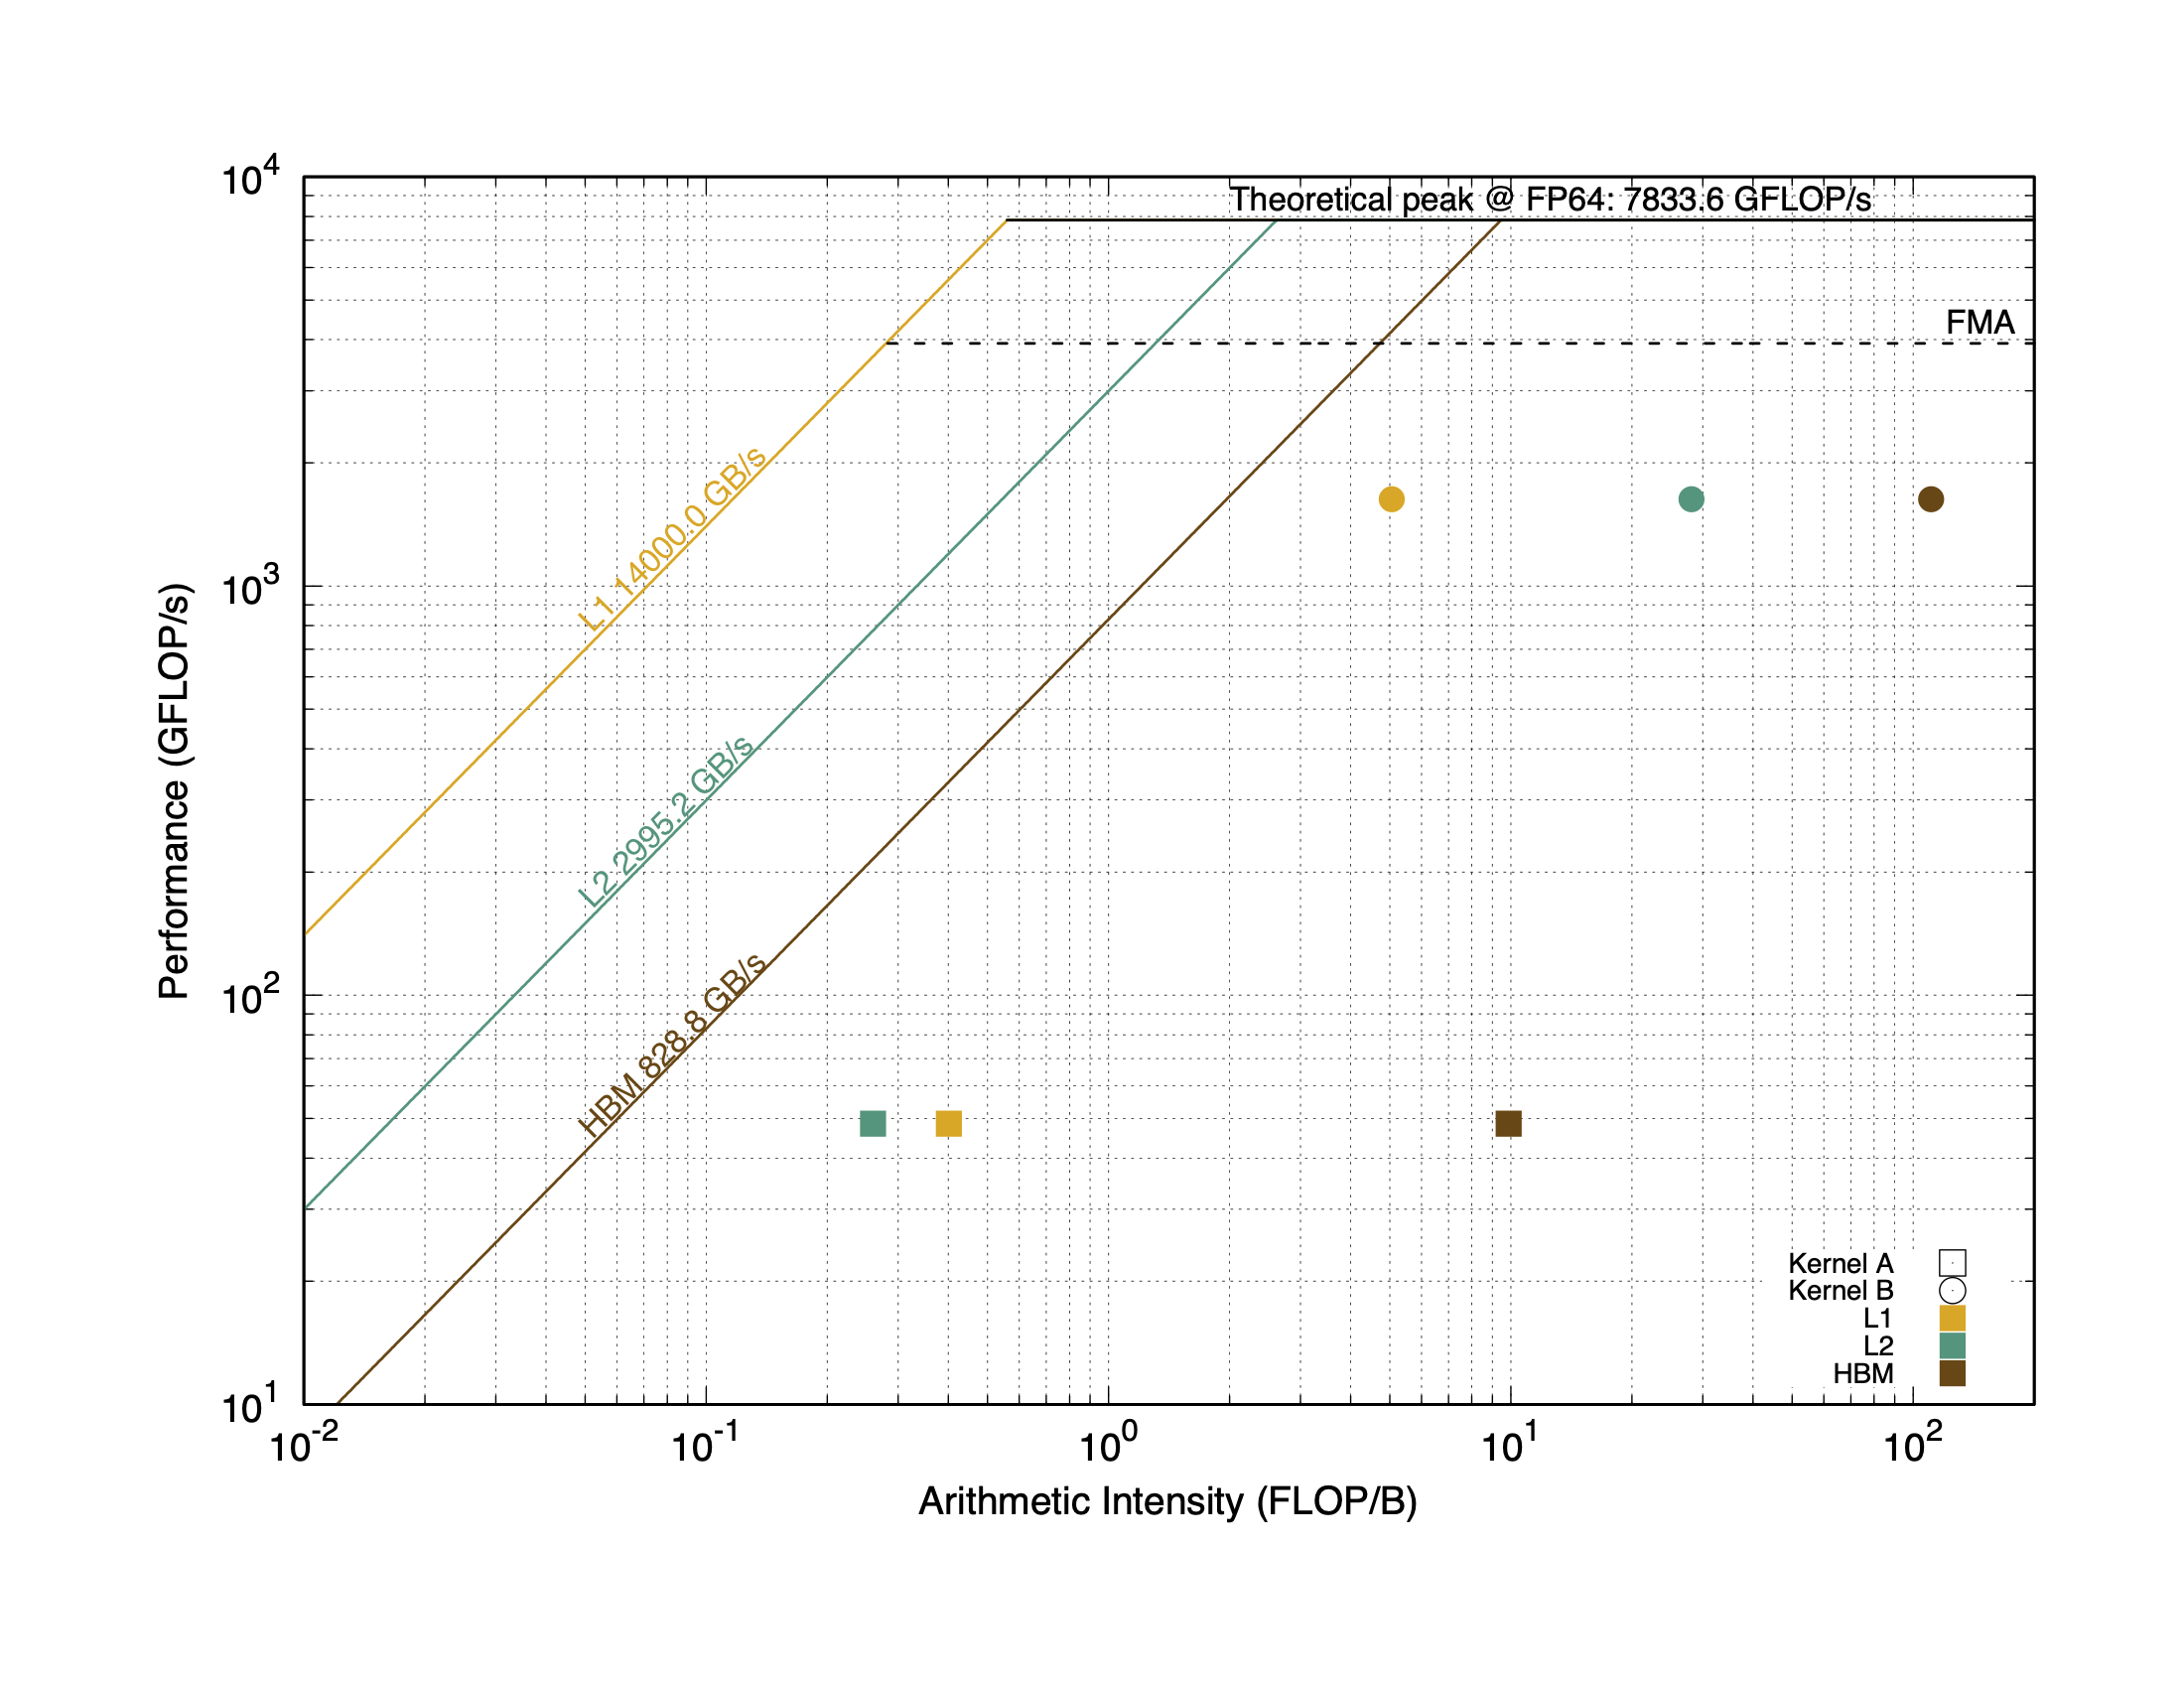 10^4
Theoretical peak @ FP64: 7833.6 GFLOP/s
FMA
L1 14000.0 GB/s
10^3
Performance (GFLOP/s)
L2 2995.2 GB/s
HBM 828.8 GB/s
10^2
Kernel A
Kernel B
L1
L2
HBM
10^1
10^-2 10^-1 10^0 10^1 10^2
Arithmetic Intensity (FLOP/B)